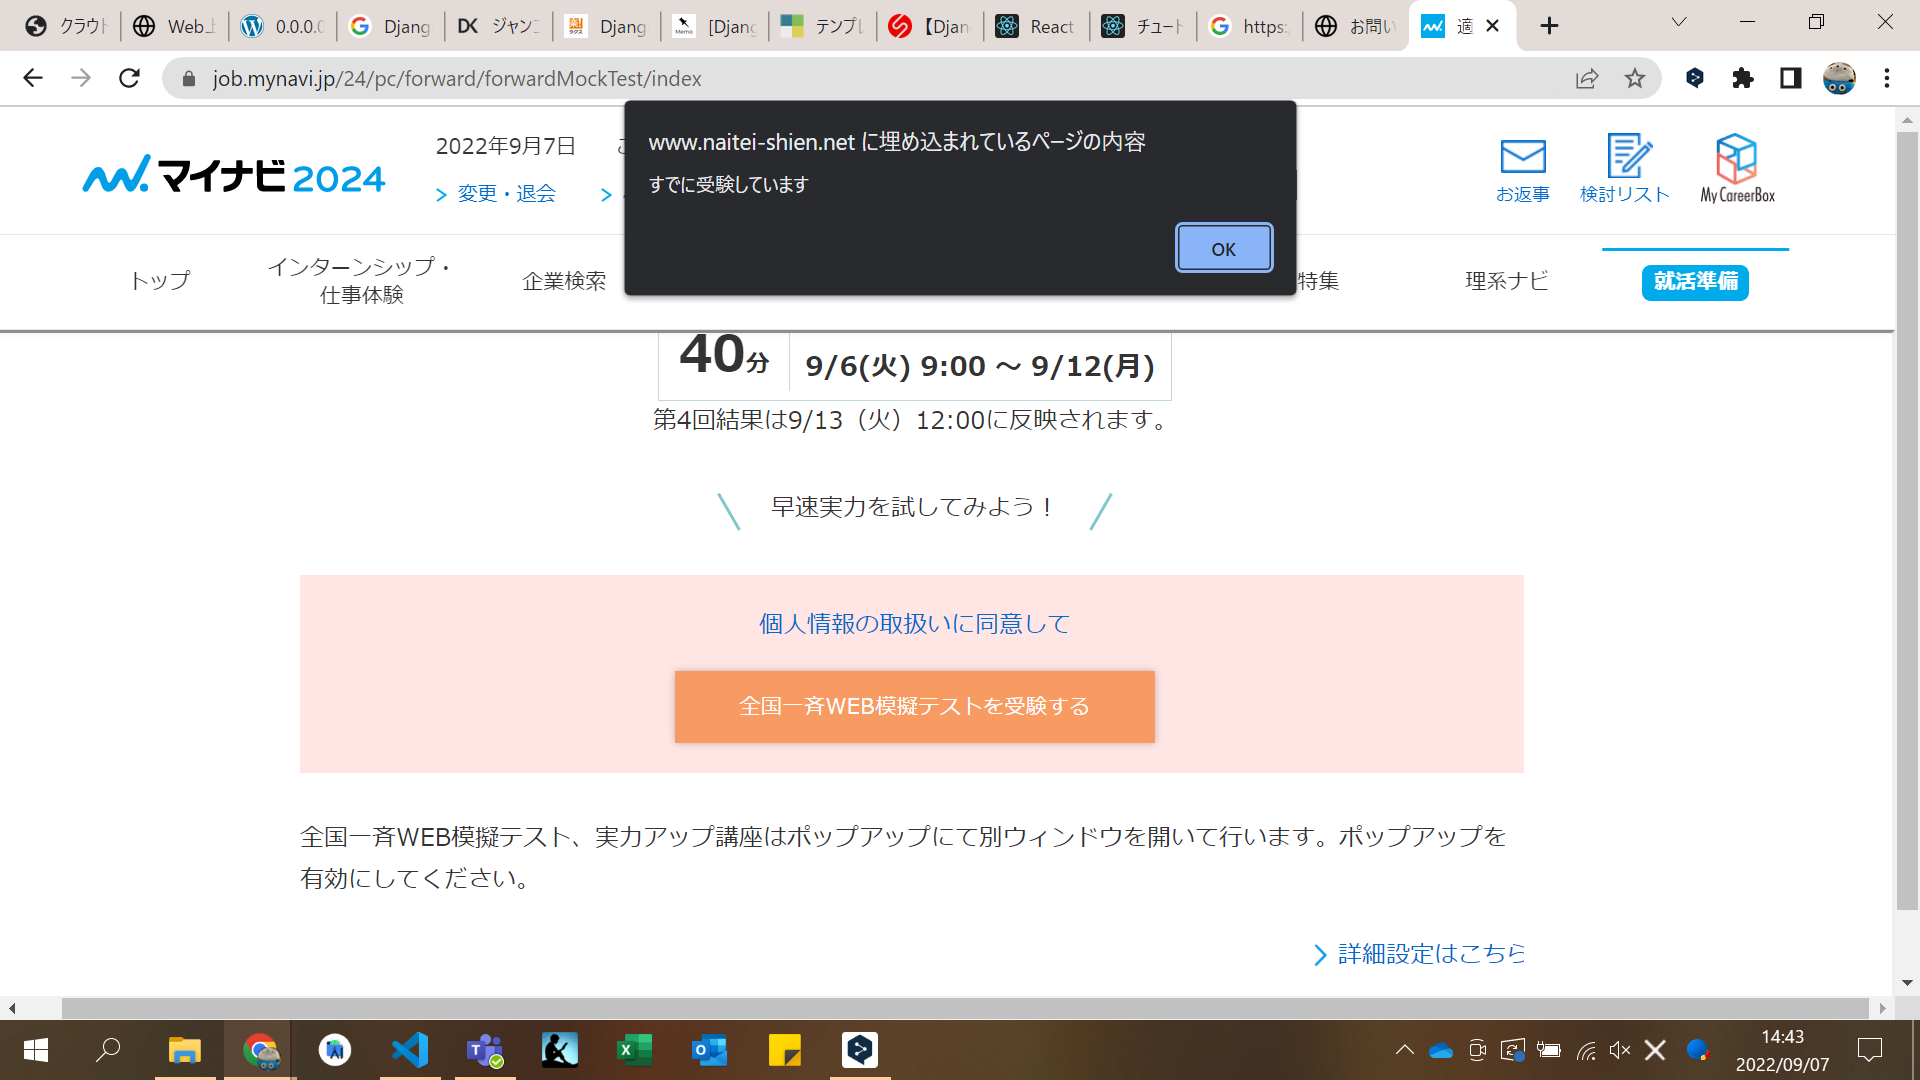 クラウド
Web上
0.0.0.0
Djang
DK
ジャンゴ
Djang
[Djang
テンプレ
【Djan
React
チュート
https:/
お問い
適
job.mynavi.jp/24/pc/forward/forwardMockTest/index
マイナビ2024
2022年9月7日
変更・退会
www.naitei-shien.net に埋め込まれているページの内容
すでに受験しています
OK
お返事
検討リスト
My CareerBox
トップ
インターンシップ・
仕事体験
企業検索
特集
理系ナビ
就活準備
40分
9/6(火) 9:00 ～ 9/12(月)
第4回結果は9/13（火）12:00に反映されます。
早速実力を試してみよう！
個人情報の取扱いに同意して
全国一斉WEB模擬テストを受験する
全国一斉WEB模擬テスト、実力アップ講座はポップアップにて別ウィンドウを開いて行います。ポップアップを
有効にしてください。
詳細設定はこちら
14:43
2022/09/07